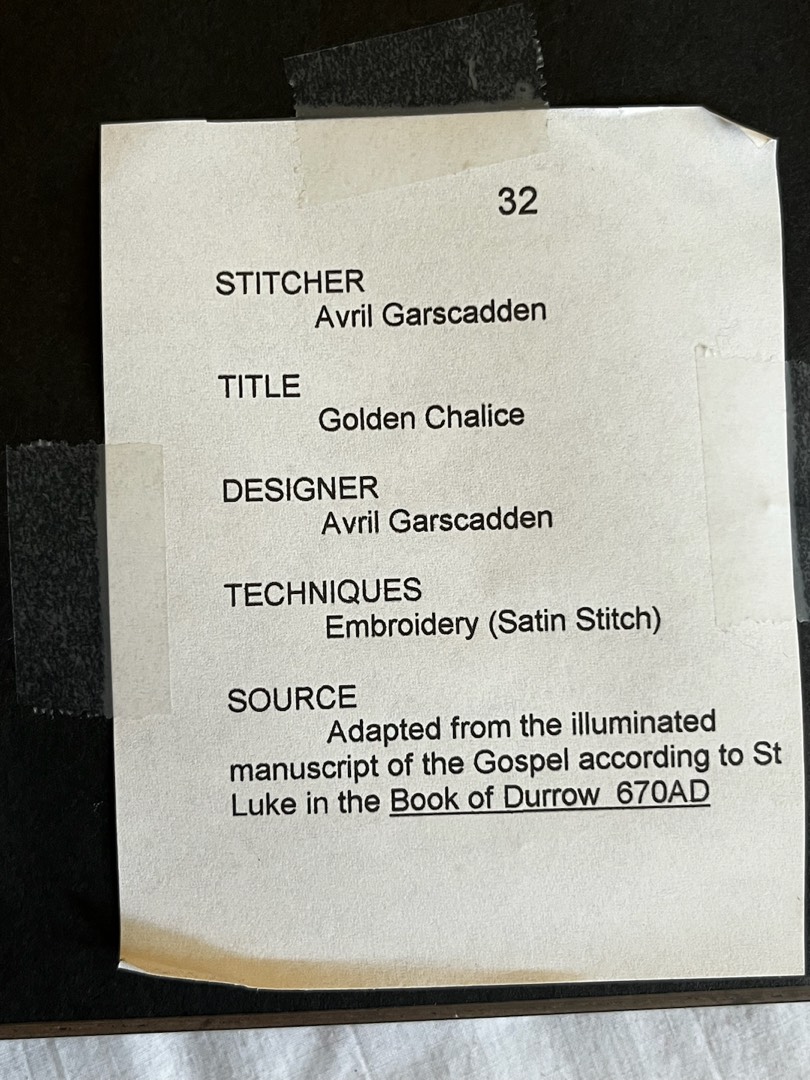 32
STITCHER
Avril Garscadden
TITLE
Golden Chalice
DESIGNER
Avril Garscadden
TECHNIQUES
Embroidery (Satin Stitch)
SOURCE
Adapted from the illuminated
manuscript of the Gospel according to St
Luke in the Book of Durrow 670AD